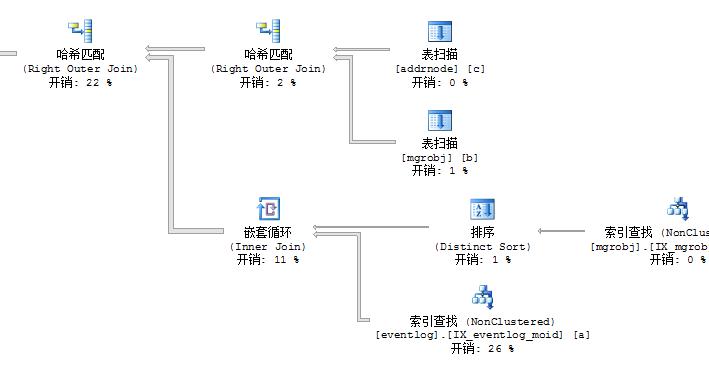 哈希匹配
(Right Outer Join)
开销: 22 %
哈希匹配
(Right Outer Join)
开销: 2 %
表扫描
[addrnode] [c]
开销: 0 %
表扫描
[mgrobj] [b]
开销: 1 %
嵌套循环
(Inner Join)
开销: 11 %
排序
(Distinct Sort)
开销: 1 %
索引查找 (NonClus
[mgrobj].[IX_mgrob
开销: 0 %
索引查找 (NonClustered)
[eventlog].[IX_eventlog_moid] [a]
开销: 26 %